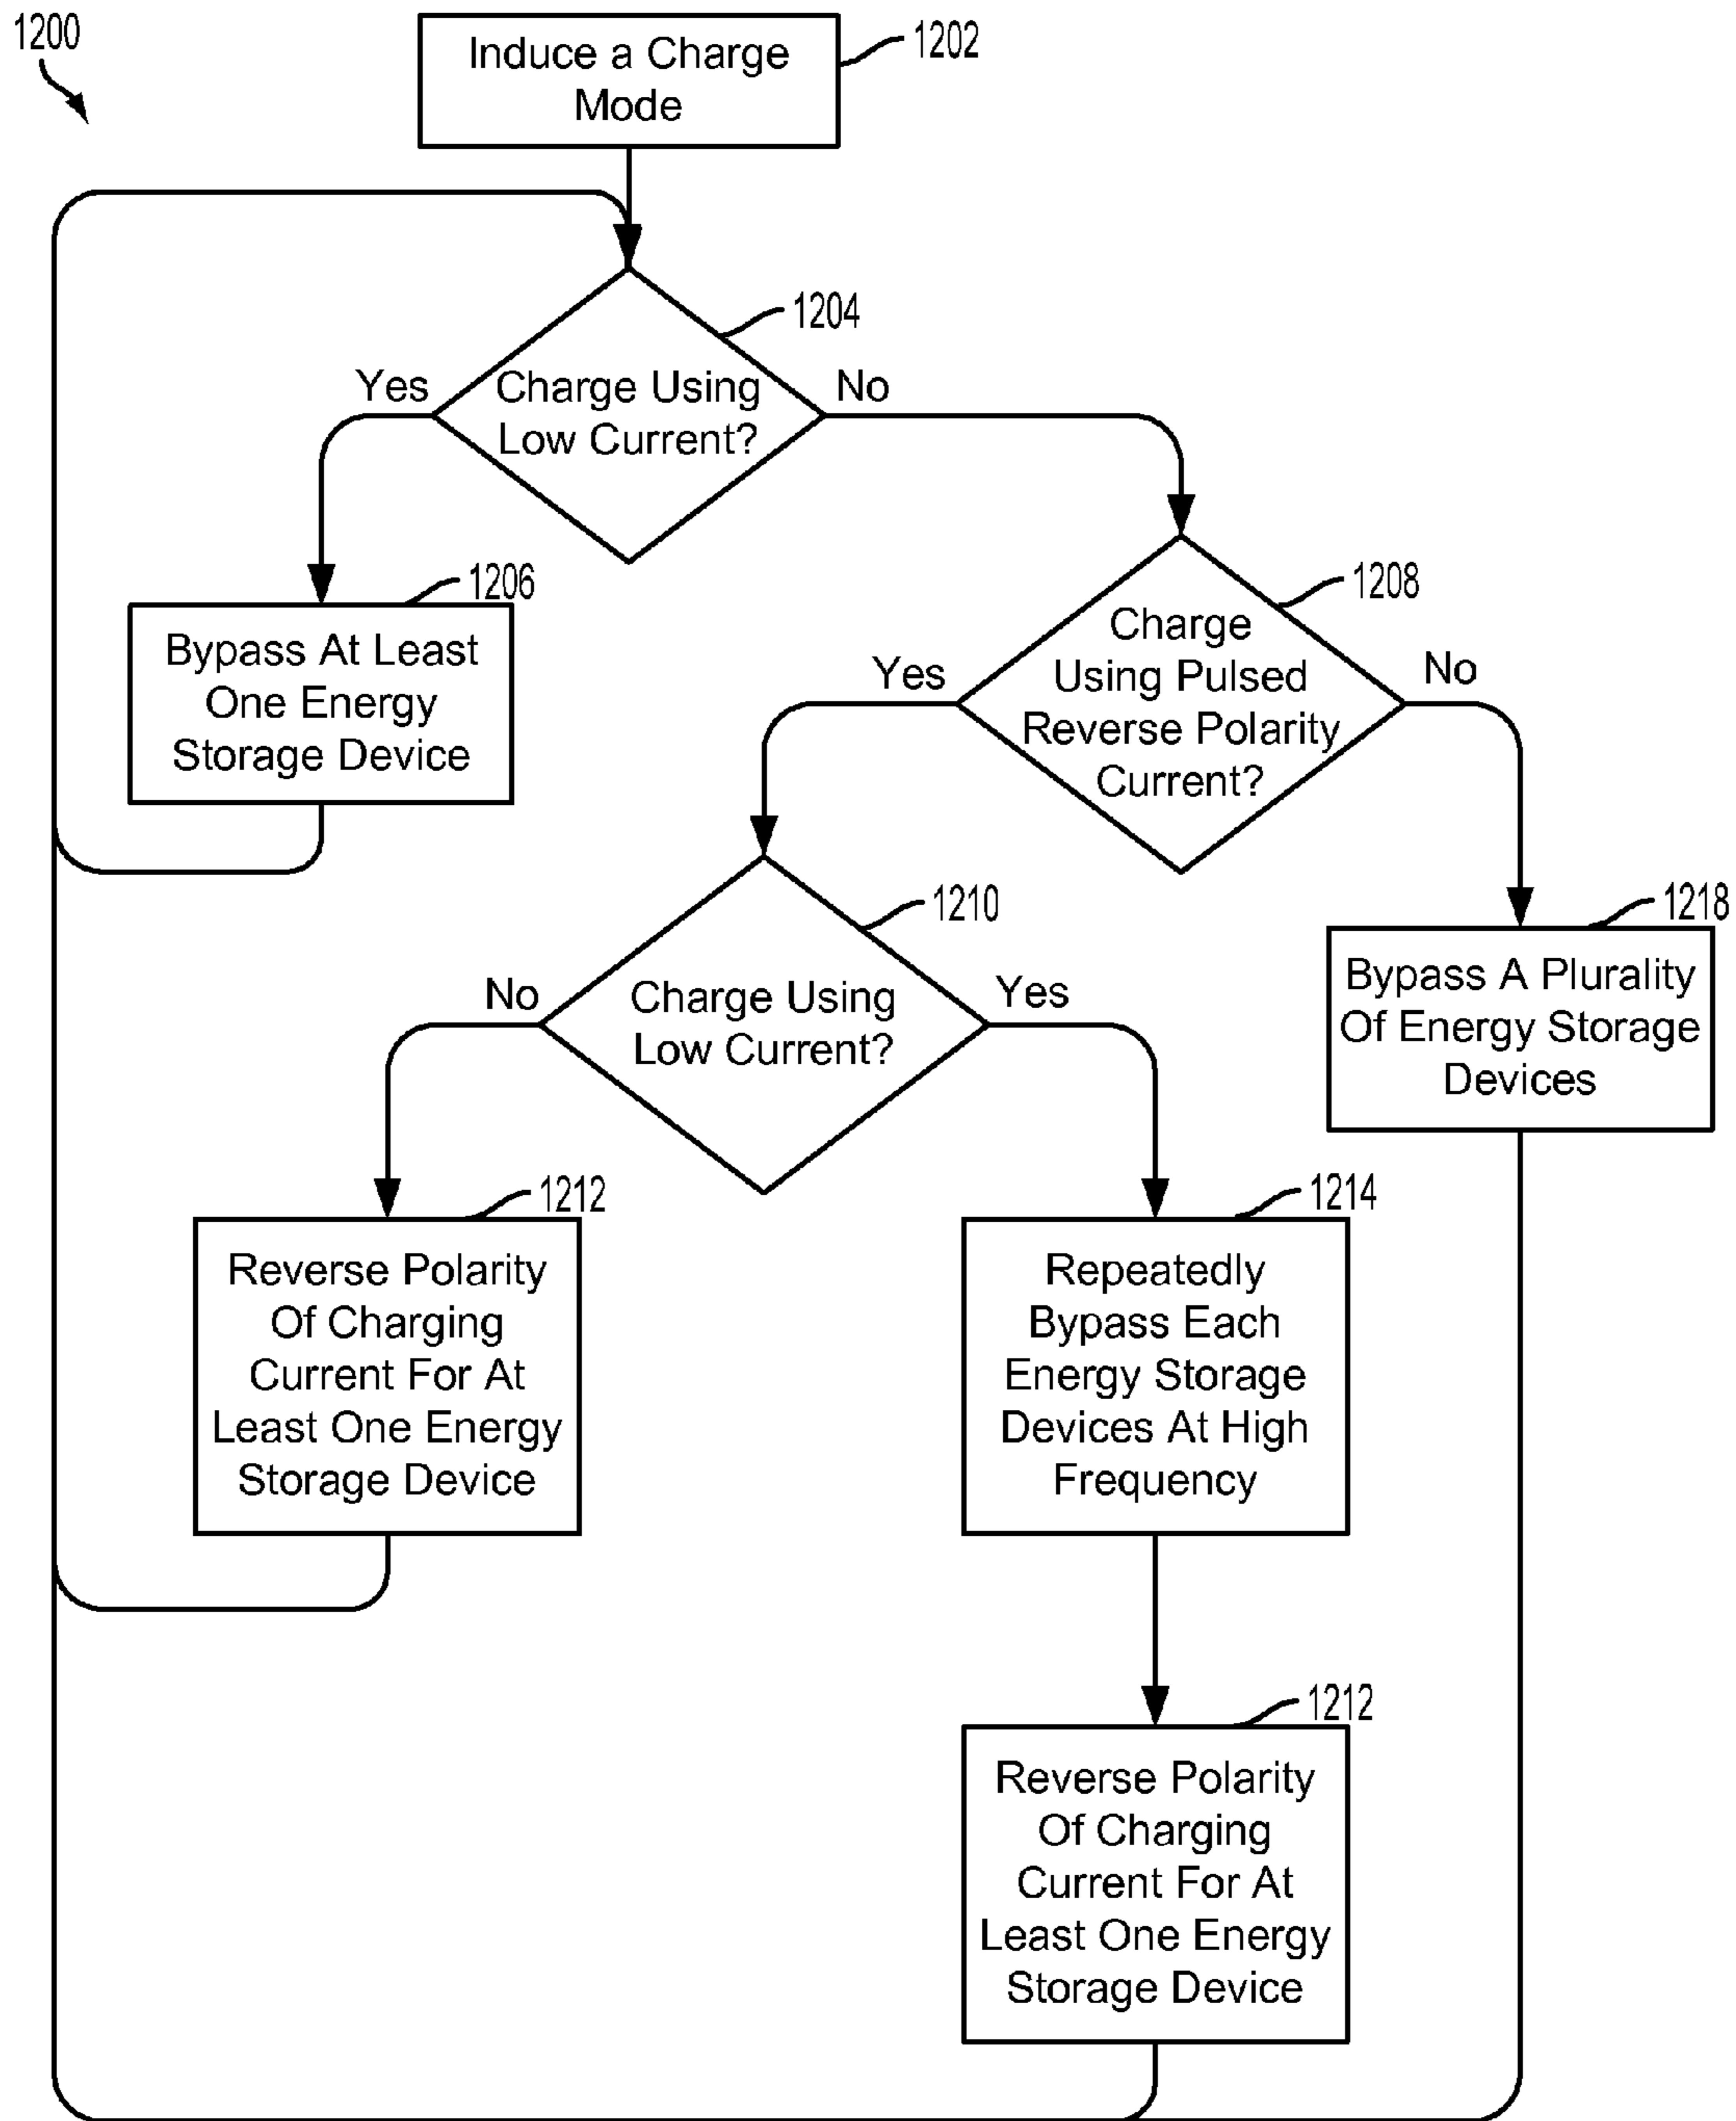 1200
Induce a Charge
Mode
1202
1204
Yes
Charge Using
Low Current?
No
1206
Bypass At Least
One Energy
Storage Device
1208
Charge
Using Pulsed
Reverse Polarity
Current?
Yes
No
1210
Charge Using
Low Current?
No
Yes
1218
Bypass A Plurality
Of Energy Storage
Devices
1212
Reverse Polarity
Of Charging
Current For At
Least One Energy
Storage Device
1214
Repeatedly
Bypass Each
Energy Storage
Devices At High
Frequency
1212
Reverse Polarity
Of Charging
Current For At
Least One Energy
Storage Device